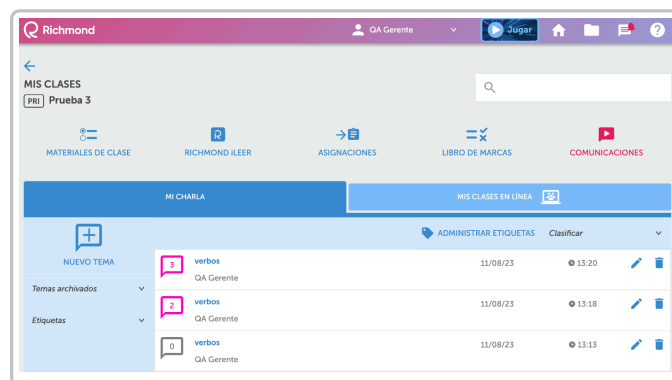 Richmond
QA Gerente
Jugar
?
MIS CLASES
PRI Prueba 3
MATERIALES DE CLASE
RICHMOND iLEER
ASIGNACIONES
LIBRO DE MARCAS
COMUNICACIONES
MI CHARLA
MIS CLASES EN LÍNEA
NUEVO TEMA
Temas archivados
Etiquetas
ADMINISTRAR ETIQUETAS
Clasificar
3 verbos 11/08/23 13:20
QA Gerente
2 verbos 11/08/23 13:18
QA Gerente
0 verbos 11/08/23 13:13
QA Gerente